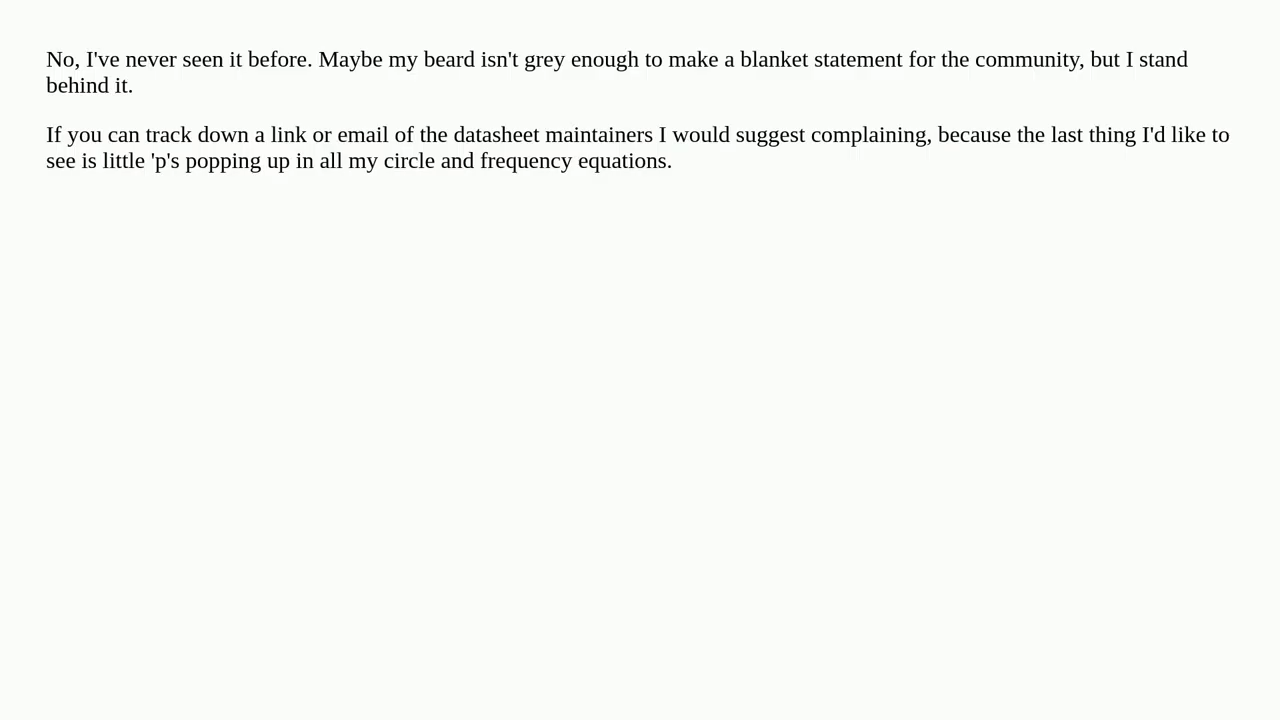 No, I've never seen it before. Maybe my beard isn't grey enough to make a blanket statement for the community, but I stand
behind it.
If you can track down a link or email of the datasheet maintainers I would suggest complaining, because the last thing I'd like to
see is little 'p's popping up in all my circle and frequency equations.